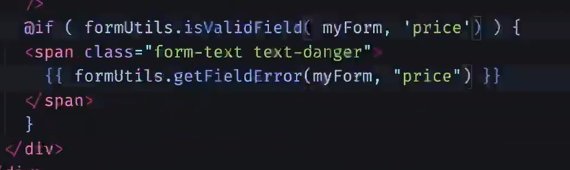 />
@if ( formUtils.isValidField( myForm, 'price') ) {
<span class="form-text text-danger">
{{ formUtils.getFieldError(myForm, "price") }}
</span>
}
</div>